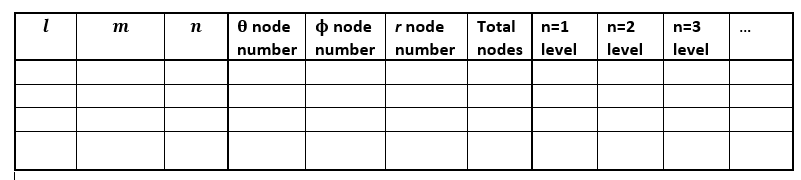 l m n θ node ϕ node r node Total n=1 n=2 n=3 ...
number number number nodes level level level